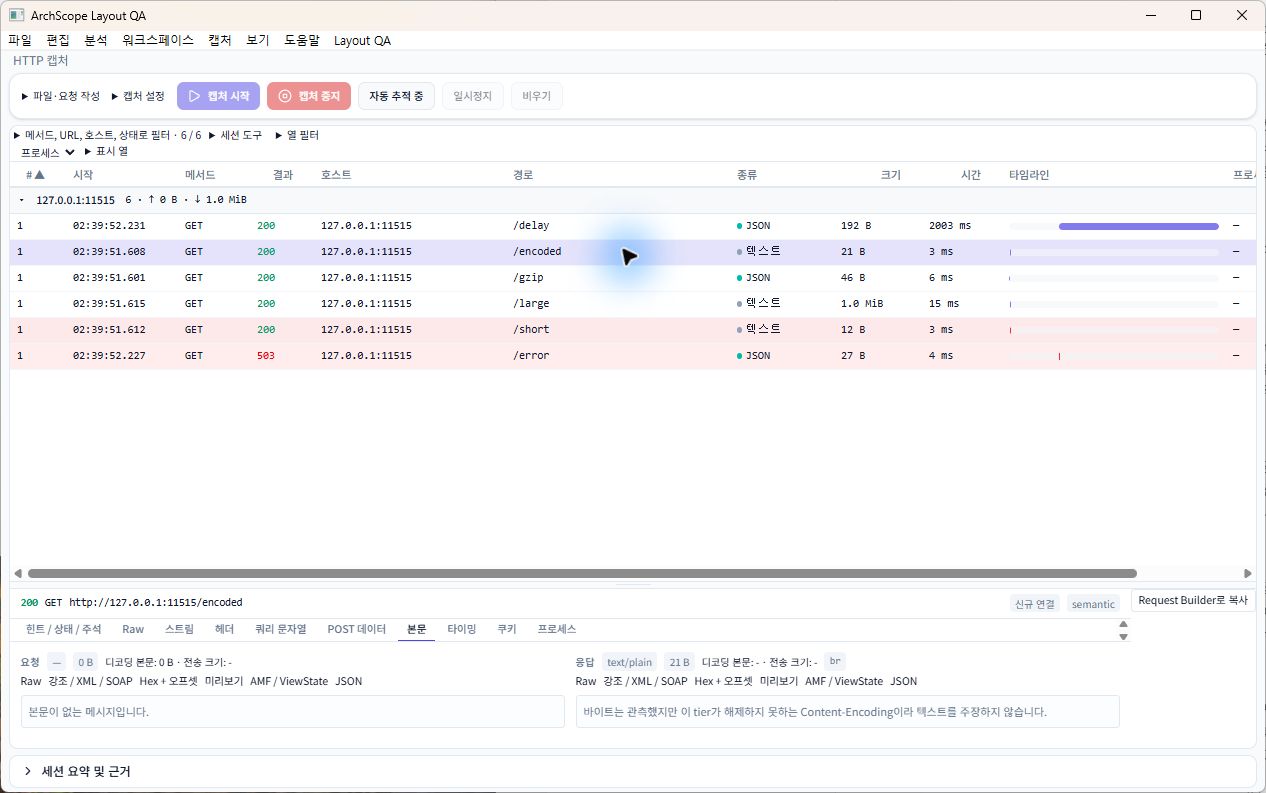 ArchScope Layout QA
파일 편집 분석 워크스페이스 캡처 보기 도움말 Layout QA
HTTP 캡처
▶ 파일·요청 작성 ▶ 캡처 설정 캡처 시작 캡처 중지 자동 추적 중 일시정지 비우기
▶ 메서드, URL, 호스트, 상태로 필터 · 6 / 6 ▶ 세션 도구 ▶ 열 필터
프로세스 ▶ 표시 열
# ▲ 시작 메서드 결과 호스트 경로 종류 크기 시간 타임라인
127.0.0.1:11515 6 · ↑ 0 B · ↓ 1.0 MiB
1 02:39:52.231 GET 200 127.0.0.1:11515 /delay JSON 192 B 2003 ms —
1 02:39:51.608 GET 200 127.0.0.1:11515 /encoded 텍스트 21 B 3 ms —
1 02:39:51.601 GET 200 127.0.0.1:11515 /gzip JSON 46 B 6 ms —
1 02:39:51.615 GET 200 127.0.0.1:11515 /large 텍스트 1.0 MiB 15 ms —
1 02:39:51.612 GET 200 127.0.0.1:11515 /short 텍스트 12 B 3 ms —
1 02:39:52.227 GET 503 127.0.0.1:11515 /error JSON 27 B 4 ms —
200 GET http://127.0.0.1:11515/encoded 신규 연결 semantic Request Builder로 복사
힌트 / 상태 / 주석 Raw 스트림 헤더 쿼리 문자열 POST 데이터 본문 타이밍 쿠키 프로세스
요청 — 0 B 디코딩 본문: 0 B · 전송 크기: -
Raw 강조 / XML / SOAP Hex + 오프셋 미리보기 AMF / ViewState JSON
본문이 없는 메시지입니다.
응답 text/plain 21 B 디코딩 본문: - · 전송 크기: - br
Raw 강조 / XML / SOAP Hex + 오프셋 미리보기 AMF / ViewState JSON
바이트는 관측했지만 이 tier가 해제하지 못하는 Content-Encoding이라 텍스트를 주장하지 않습니다.
세션 요약 및 근거